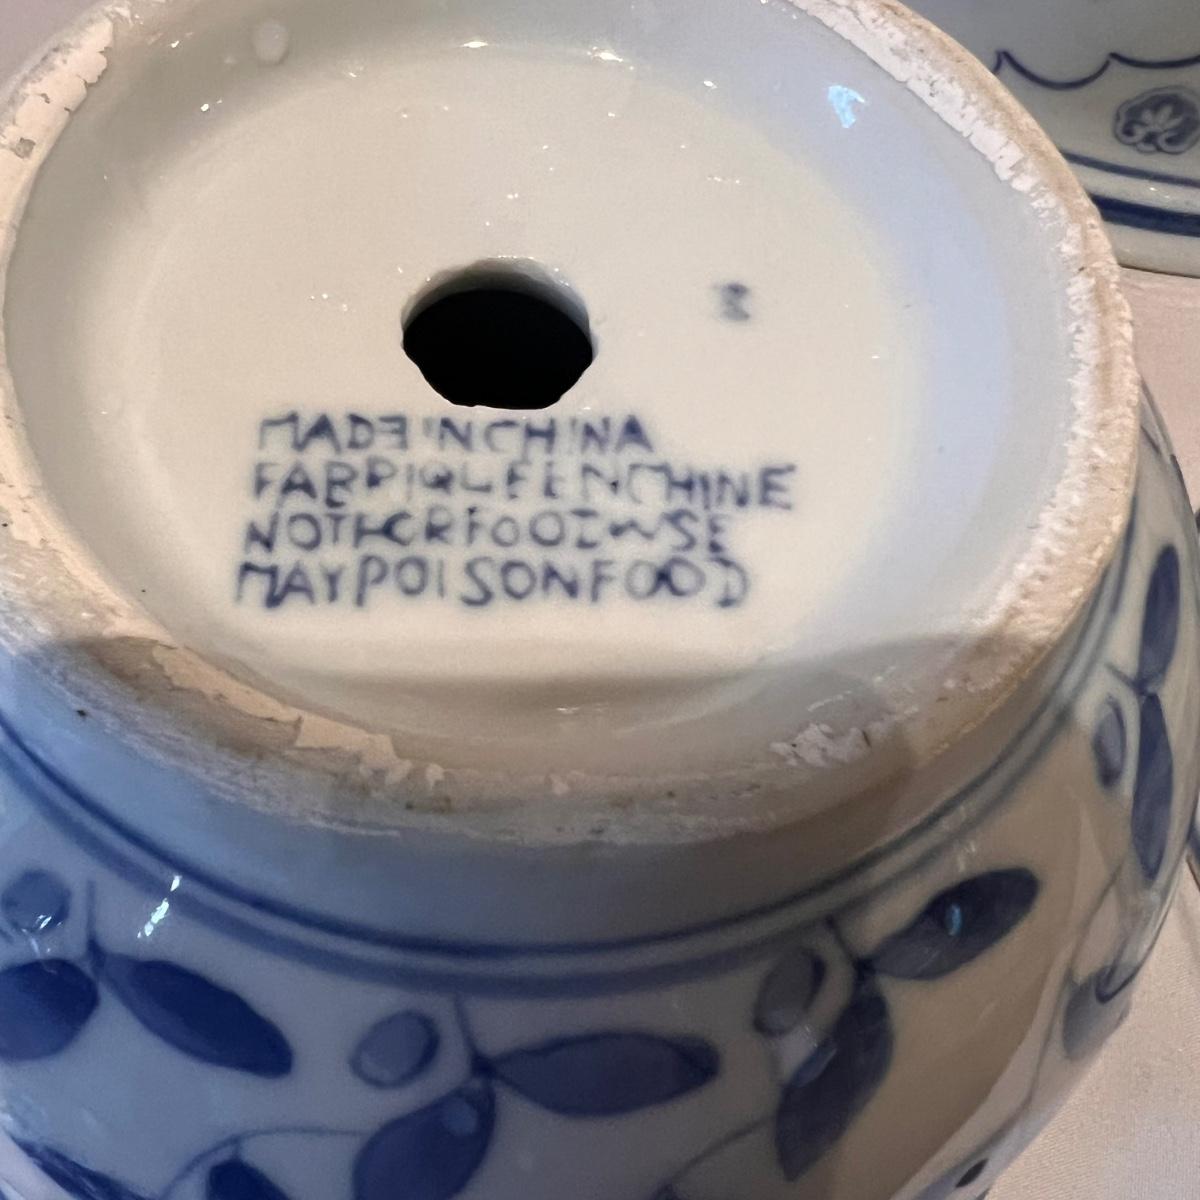 MADE IN CHINA
FABRIQUE EN CHINE
NOT FOR FOOD USE
MAY POISON FOOD